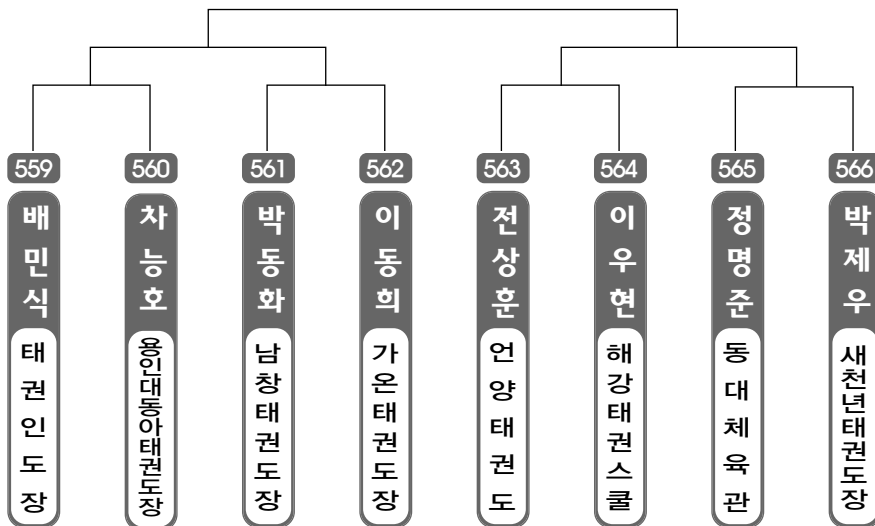 559
배민식
태권인도장
560
차능호
용인대동아태권도장
561
박동화
남창태권도장
562
이동희
가온태권도장
563
전상훈
언양태권도
564
이우현
해강태권스쿨
565
정명준
동대체육관
566
박제우
새천년태권도장